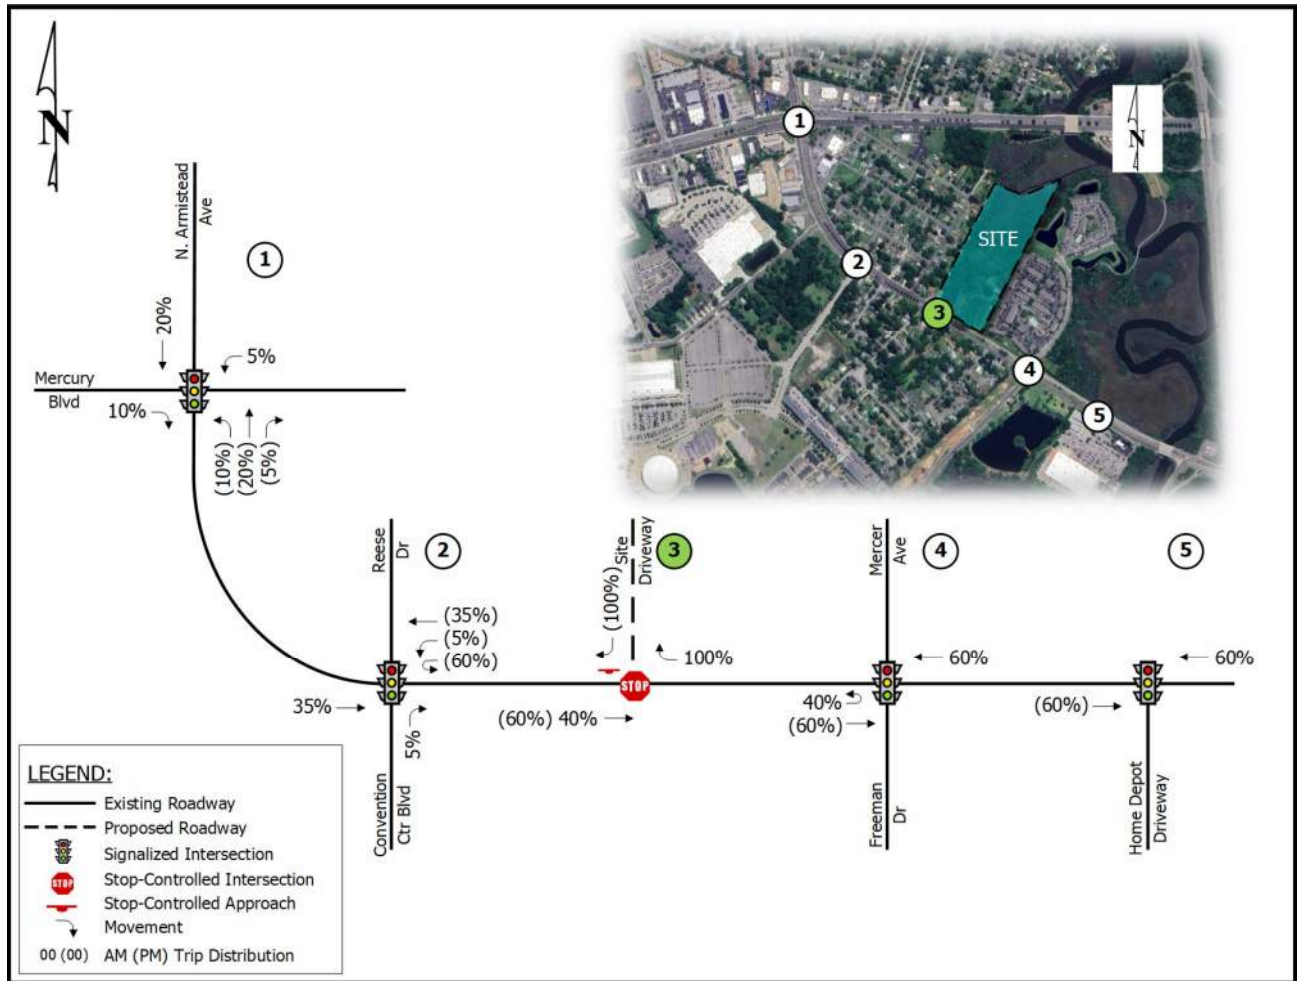 N
N. Armistead
Ave
1
20%
5%
Mercury
Blvd
10%
(10%)
(20%)
(5%)
1
2
3
4
5
SITE
N
Reese
Dr
2
(35%)
(5%)
(60%)
35%
5%
Convention
Ctr Blvd
Site
Driveway
3
(100%)
100%
STOP
(60%) 40%
Mercer
Ave
4
60%
40%
(60%)
Freeman
Dr
5
60%
(60%)
Home Depot
Driveway
LEGEND:
Existing Roadway
Proposed Roadway
Signalized Intersection
STOP
Stop-Controlled Intersection
Stop-Controlled Approach
Movement
00 (00) AM (PM) Trip Distribution